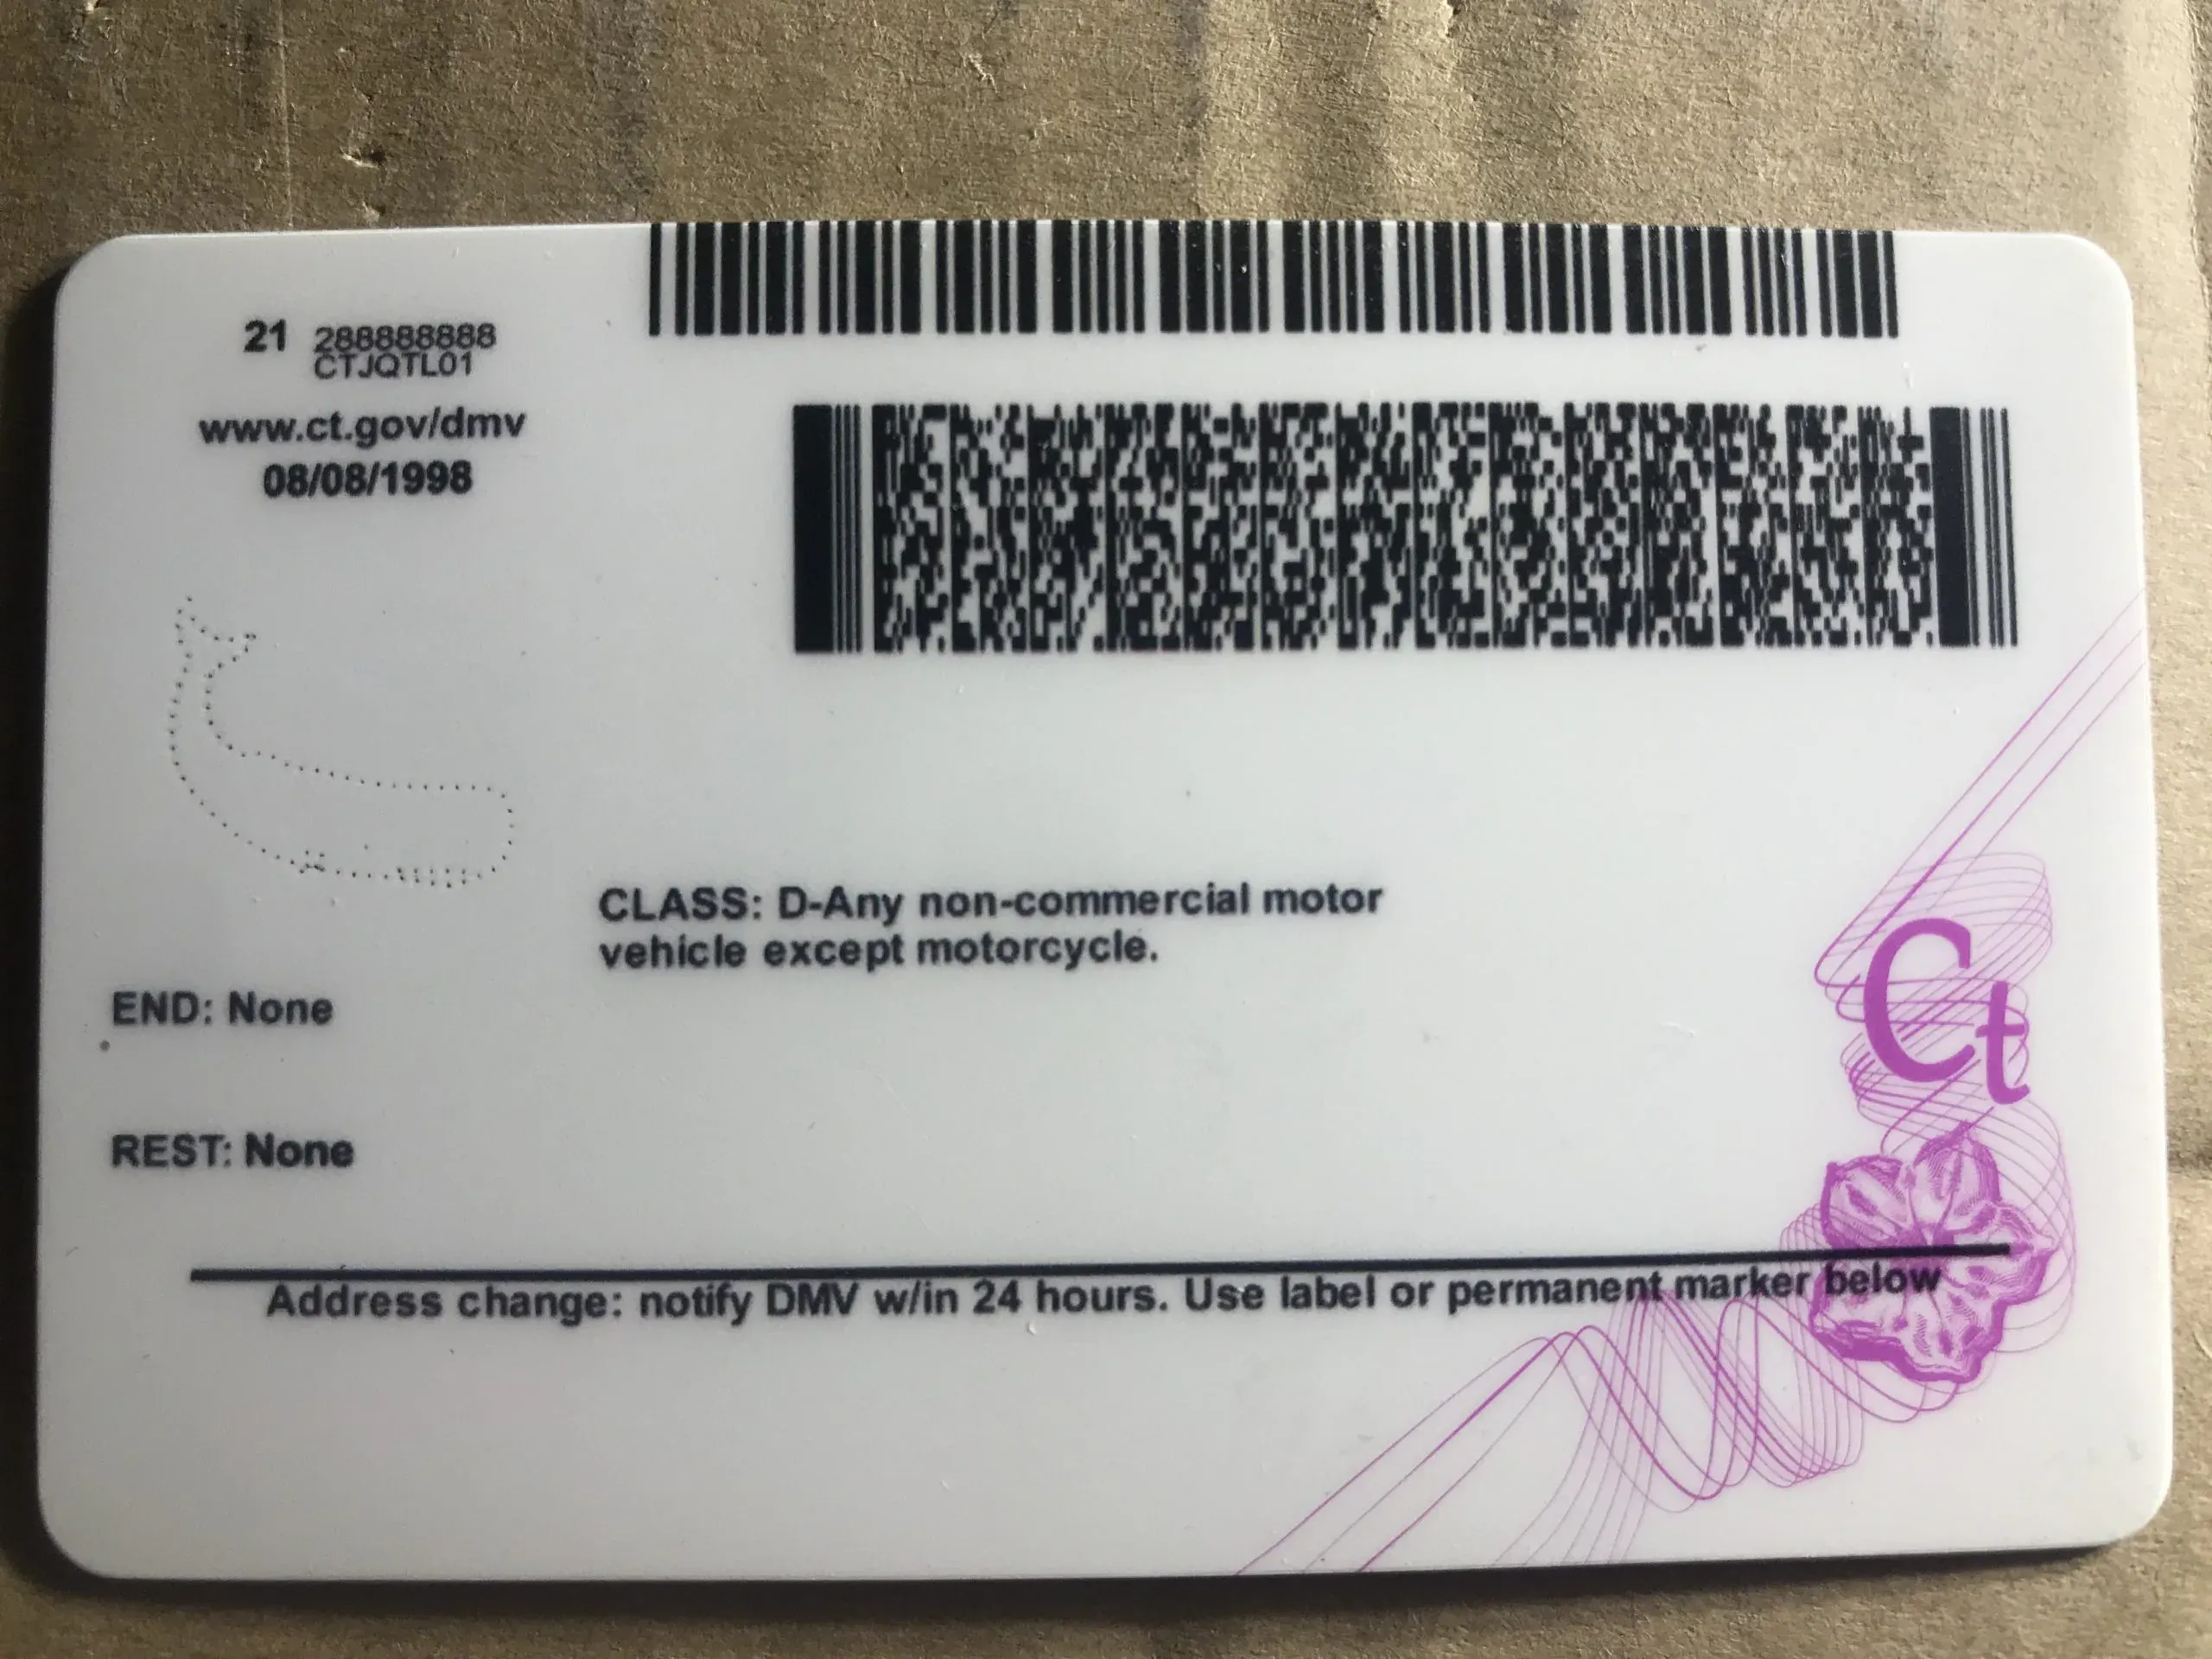 21 288888888
CTJQTL01
www.ct.gov/dmv
08/08/1998
CLASS: D-Any non-commercial motor
vehicle except motorcycle.
END: None
REST: None
Ct
Address change: notify DMV w/in 24 hours. Use label or permanent marker below